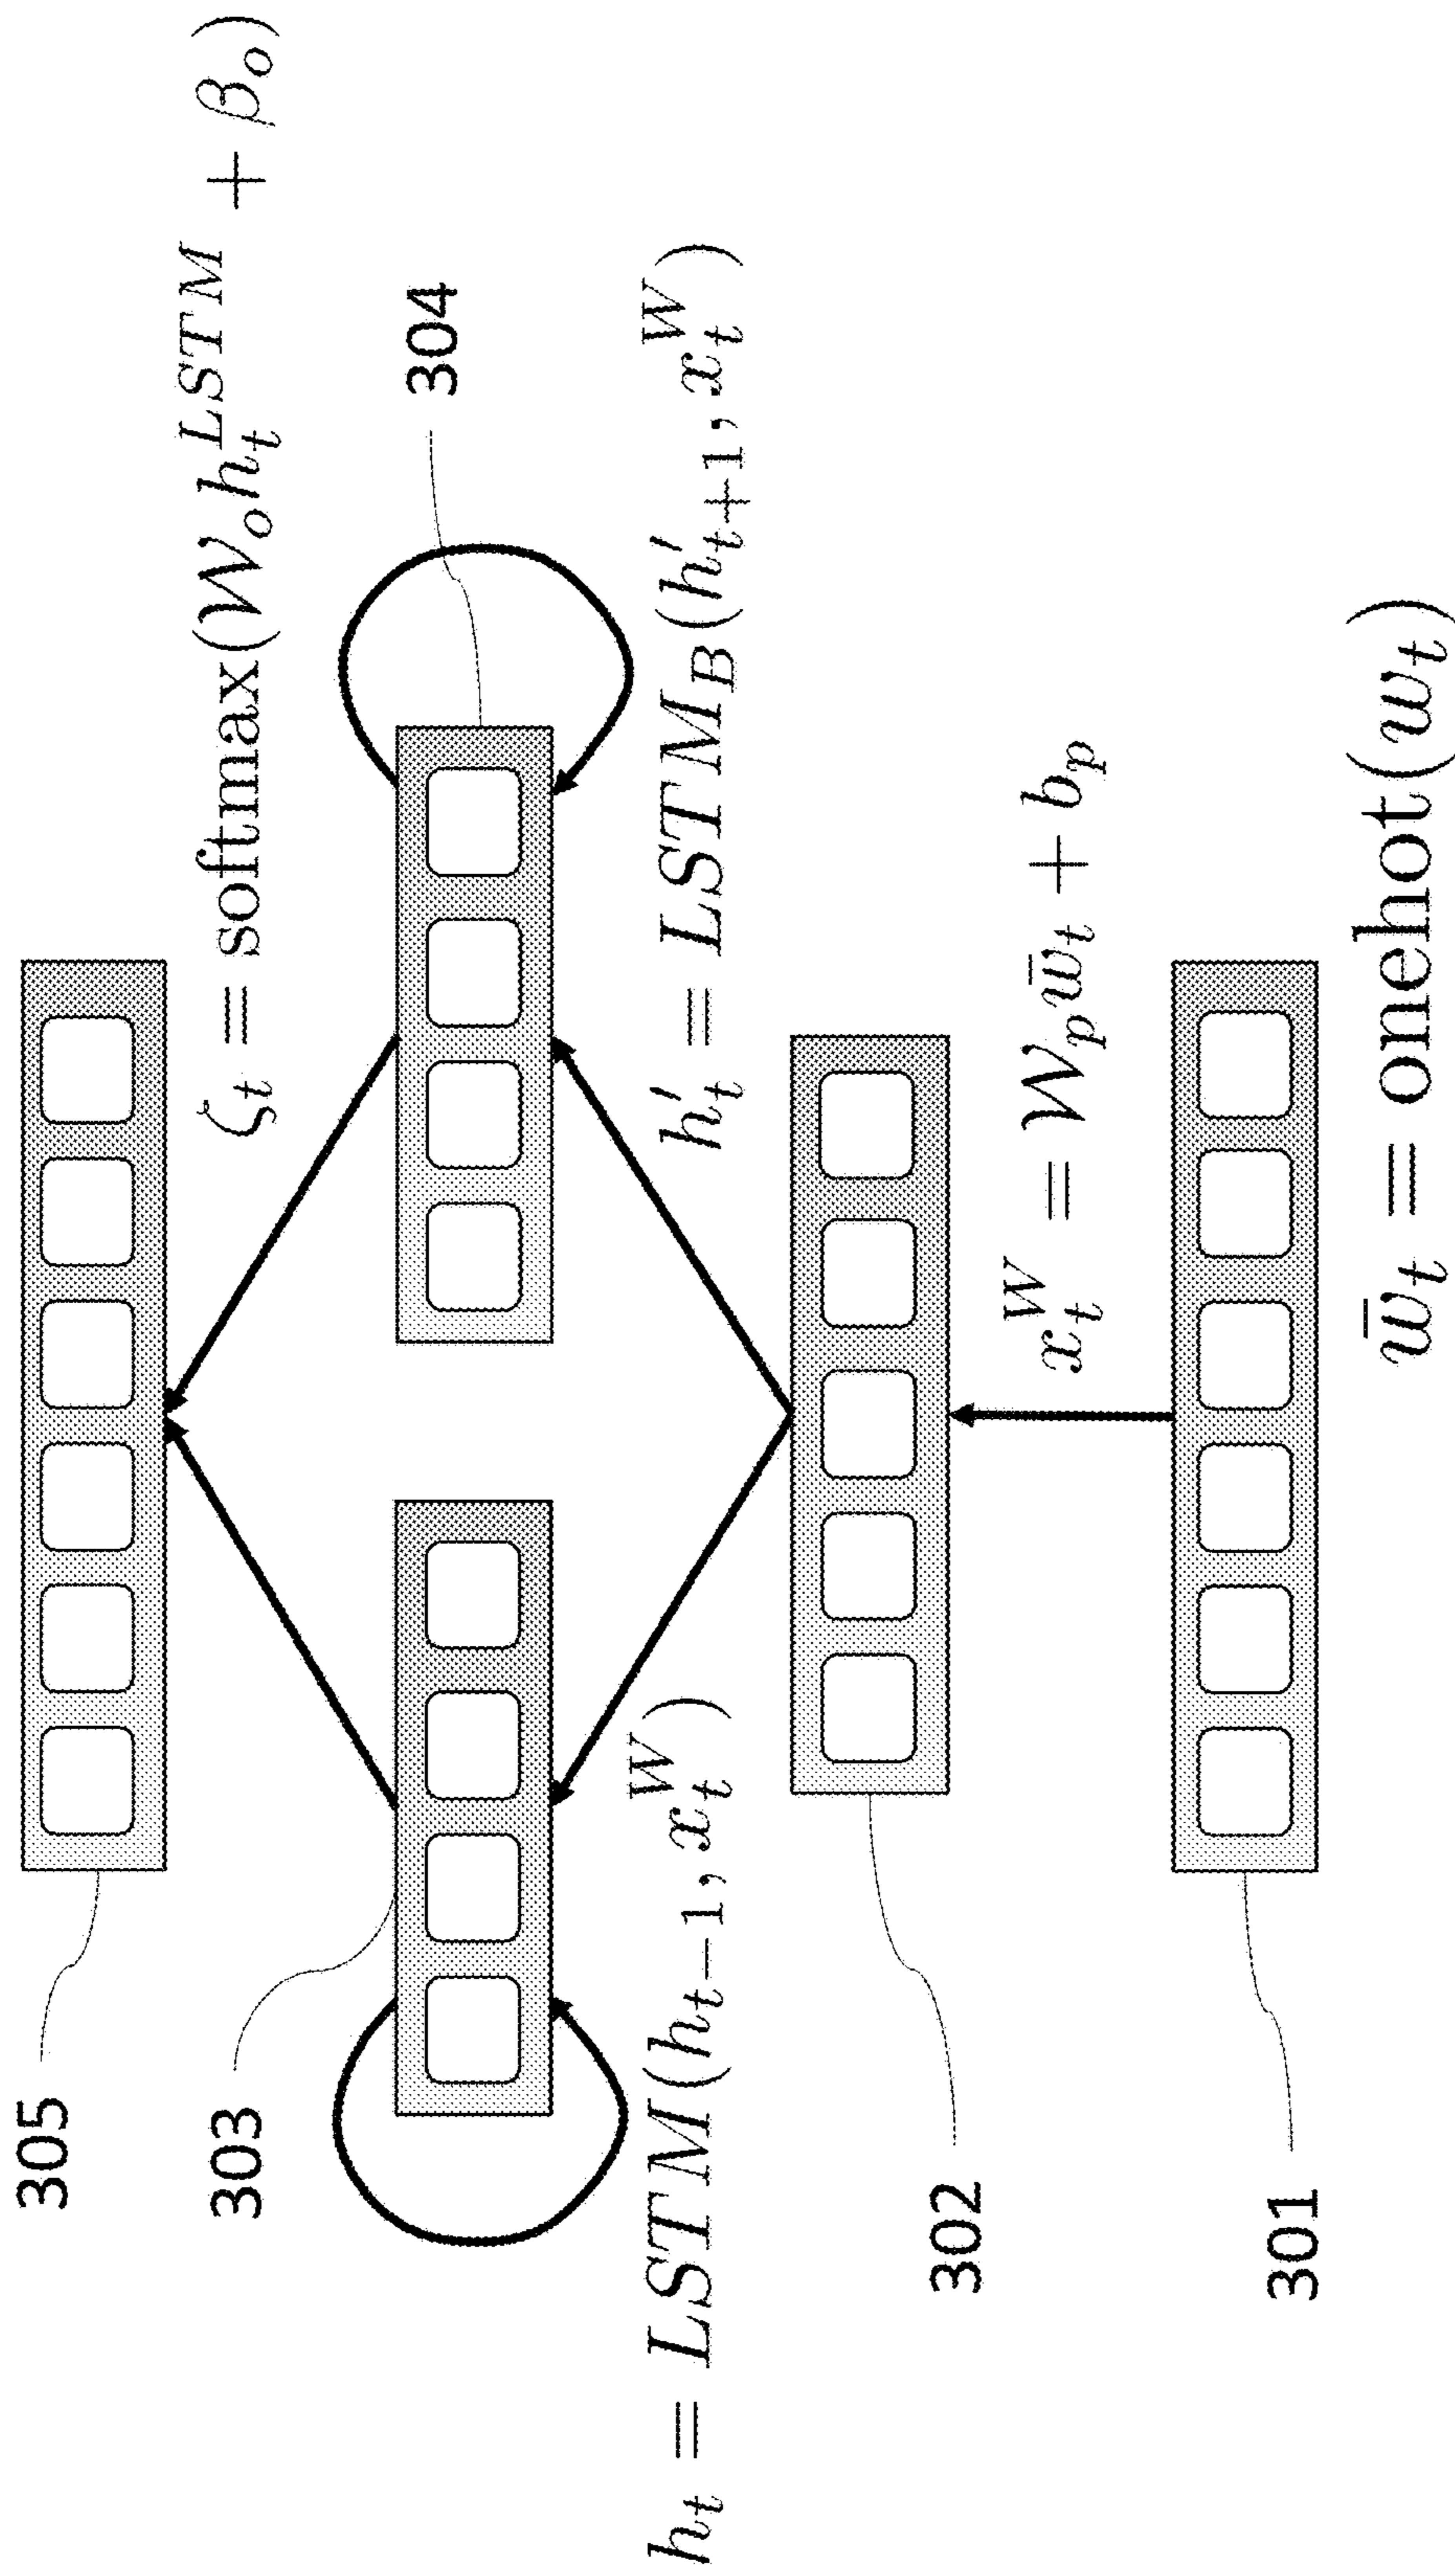 305
ζ_t = softmax(𝒲_o h_t^{LSTM} + β_o)
303
304
h_t = LSTM(h_{t−1}, x_t^W)
h′_t = LSTM_B(h′_{t+1}, x_t^W)
302
x_t^W = 𝒲_p w̄_t + b_p
301
w̄_t = onehot(w_t)